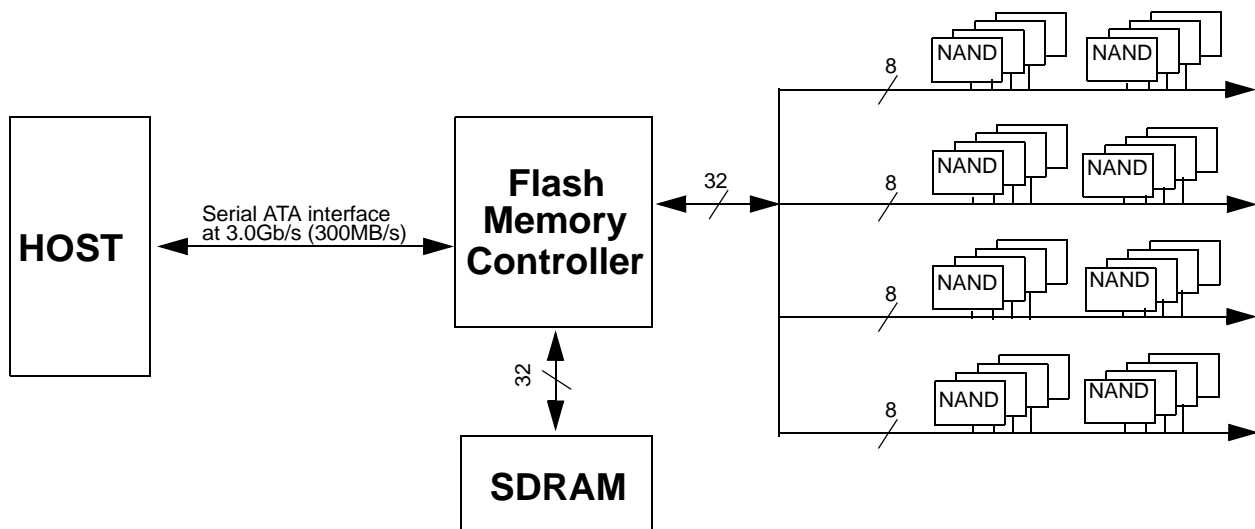 8
NAND
NAND
HOST
Serial ATA interface
at 3.0Gb/s (300MB/s)
Flash
Memory
Controller
32
8
NAND
NAND
8
NAND
NAND
32
8
NAND
NAND
SDRAM